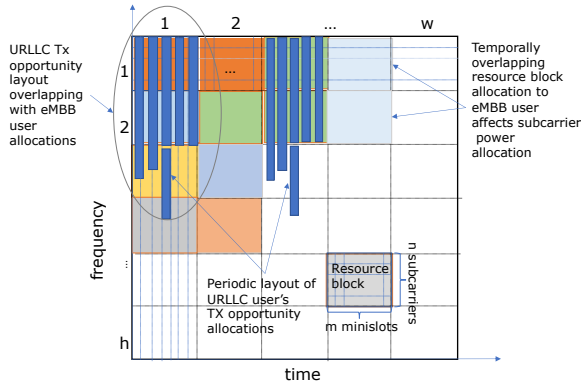 1
2
...
w
URLLC Tx
opportunity
layout
overlapping
with eMBB
user
allocations
1
...
Temporally
overlapping
resource block
allocation to
eMBB user
affects subcarrier
power
allocation
2
frequency
...
Periodic layout of
URLLC user's
TX opportunity
allocations
Resource
block
n subcarriers
m minislots
h
time